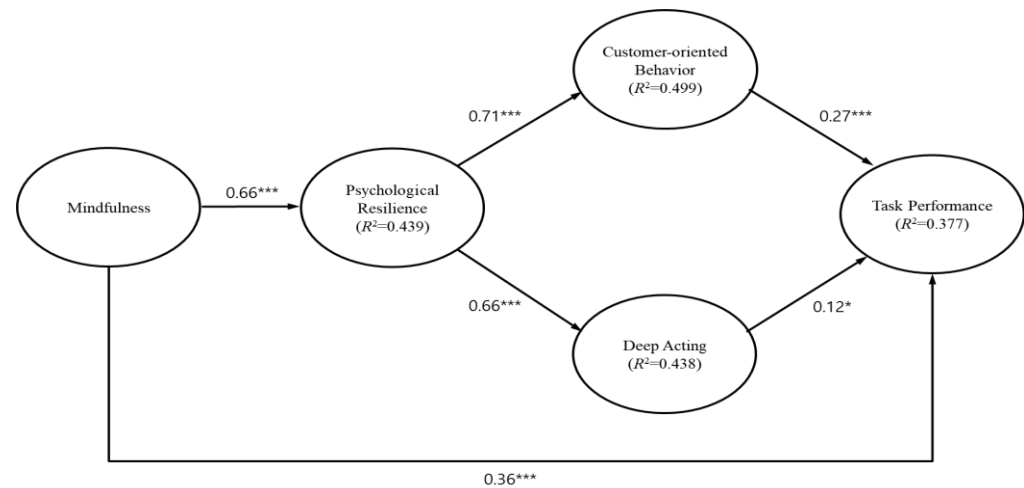 Customer-oriented
Behavior
(R²=0.499)
0.71***
0.27***
Mindfulness
0.66***
Psychological
Resilience
(R²=0.439)
Task Performance
(R²=0.377)
0.66***
0.12*
Deep Acting
(R²=0.438)
0.36***